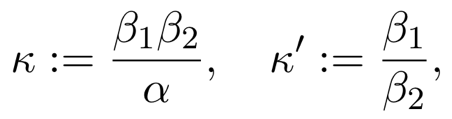 κ := β₁β₂/α, κ′ := β₁/β₂,